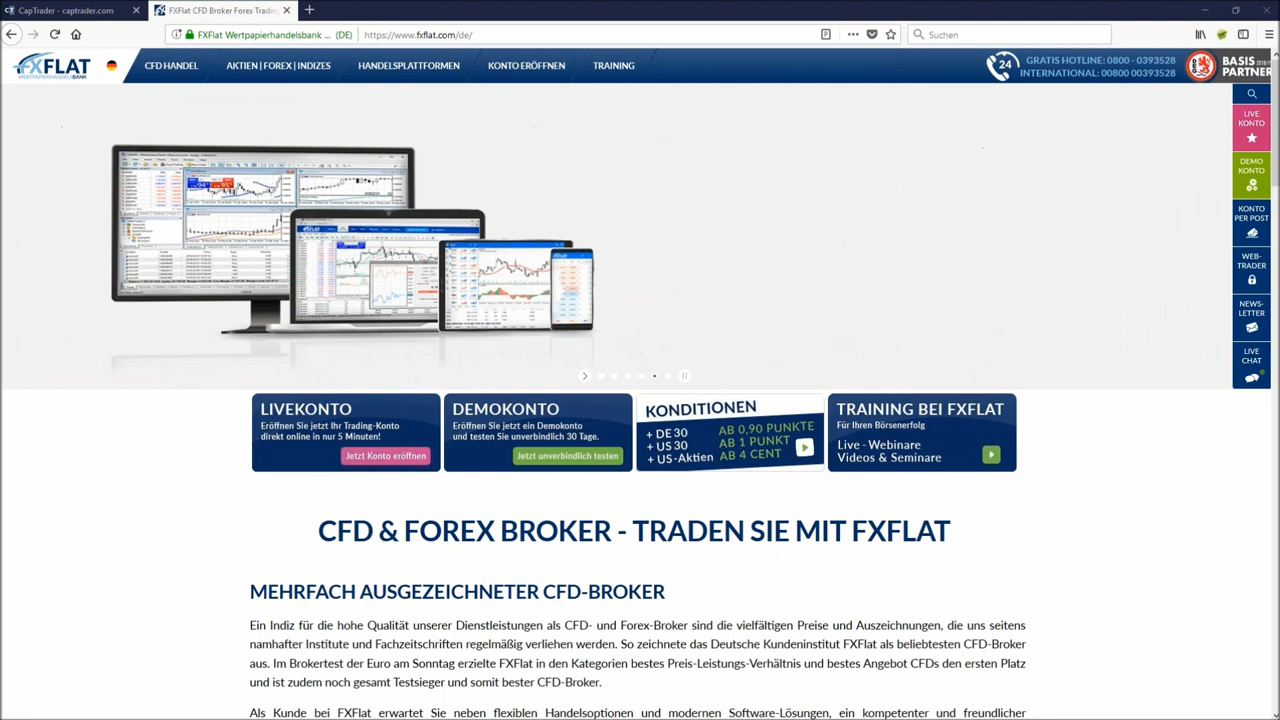 CapTrader - captrader.com
FXFlat CFD Broker Forex Tradin
FXFlat Wertpapierhandelsbank ... (DE)
https://www.fxflat.com/de/
Suchen
FXFLAT
WERTPAPIERHANDELSBANK
CFD HANDEL
AKTIEN | FOREX | INDIZES
HANDELSPLATTFORMEN
KONTO ERÖFFNEN
TRAINING
24
GRATIS HOTLINE: 0800 - 0393528
INTERNATIONAL: 00800 00393528
BASIS
PARTNER
LIVE
KONTO
DEMO
KONTO
KONTO
PER POST
WEB-
TRADER
NEWS-
LETTER
LIVE
CHAT
LIVEKONTO
Eröffnen Sie jetzt Ihr Trading-Konto
direkt online in nur 5 Minuten!
Jetzt Konto eröffnen
DEMOKONTO
Eröffnen Sie jetzt ein Demokonto
und testen Sie unverbindlich 30 Tage.
Jetzt unverbindlich testen
KONDITIONEN
+ DE30 AB 0,90 PUNKTE
+ US30 AB 1 PUNKT
+ US-Aktien AB 4 CENT
TRAINING BEI FXFLAT
Für Ihren Börsenerfolg
Live - Webinare
Videos & Seminare
CFD & FOREX BROKER - TRADEN SIE MIT FXFLAT
MEHRFACH AUSGEZEICHNETER CFD-BROKER
Ein Indiz für die hohe Qualität unserer Dienstleistungen als CFD- und Forex-Broker sind die vielfältigen Preise und Auszeichnungen, die uns seitens
namhafter Institute und Fachzeitschriften regelmäßig verliehen werden. So zeichnete das Deutsche Kundeninstitut FXFlat als beliebtesten CFD-Broker
aus. Im Brokertest der Euro am Sonntag erzielte FXFlat in den Kategorien bestes Preis-Leistungs-Verhältnis und bestes Angebot CFDs den ersten Platz
und ist zudem noch gesamt Testsieger und somit bester CFD-Broker.
Als Kunde bei FXFlat erwartet Sie neben flexiblen Handelsoptionen und modernen Software-Lösungen, ein kompetenter und freundlicher